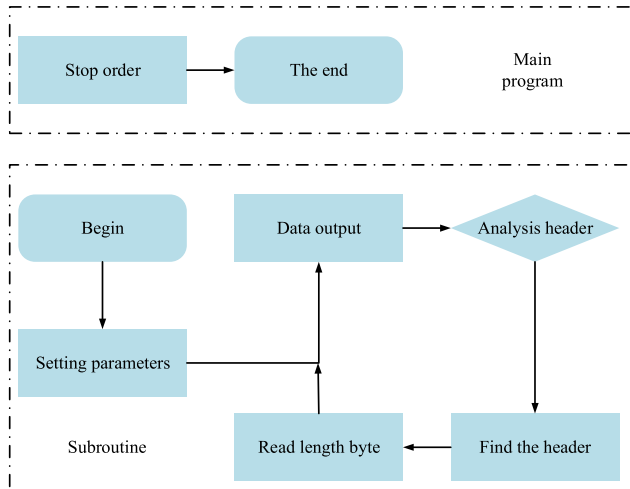 Stop order
The end
Main
program
Begin
Data output
Analysis header
Setting parameters
Subroutine
Read length byte
Find the header